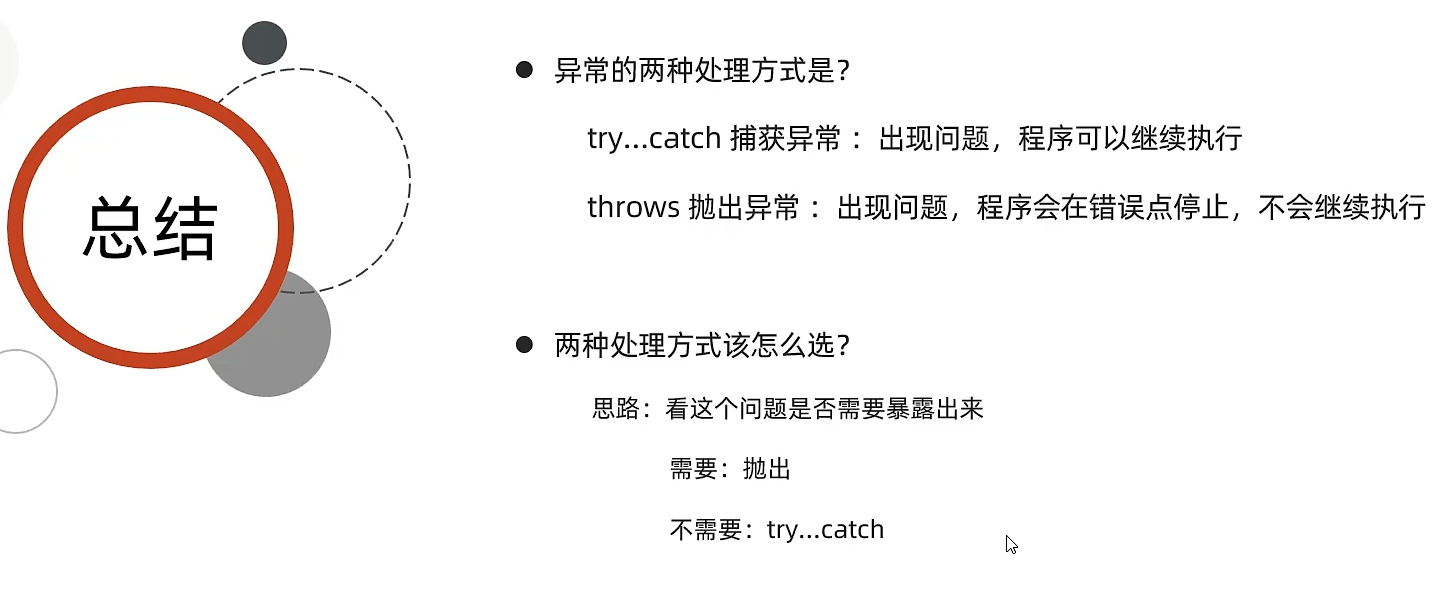 总结
异常的两种处理方式是？
try...catch 捕获异常 ：出现问题，程序可以继续执行
throws 抛出异常 ：出现问题，程序会在错误点停止，不会继续执行
两种处理方式该怎么选？
思路：看这个问题是否需要暴露出来
需要：抛出
不需要：try...catch